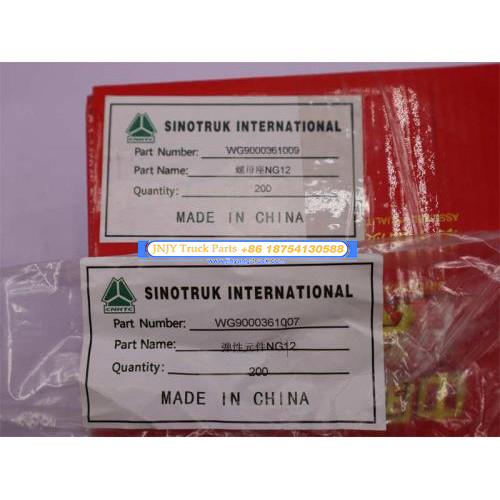 CNHTC
SINOTRUK INTERNATIONAL
Part Number: WG9000361009
Part Name: 螺母座NG12
Quantity: 200
MADE IN CHINA
JNJY Truck Parts +86 18754130588
CNHTC
SINOTRUK INTERNATIONAL
Part Number: WG9000361007
Part Name: 弹性元件NG12
Quantity: 200
MADE IN CHINA